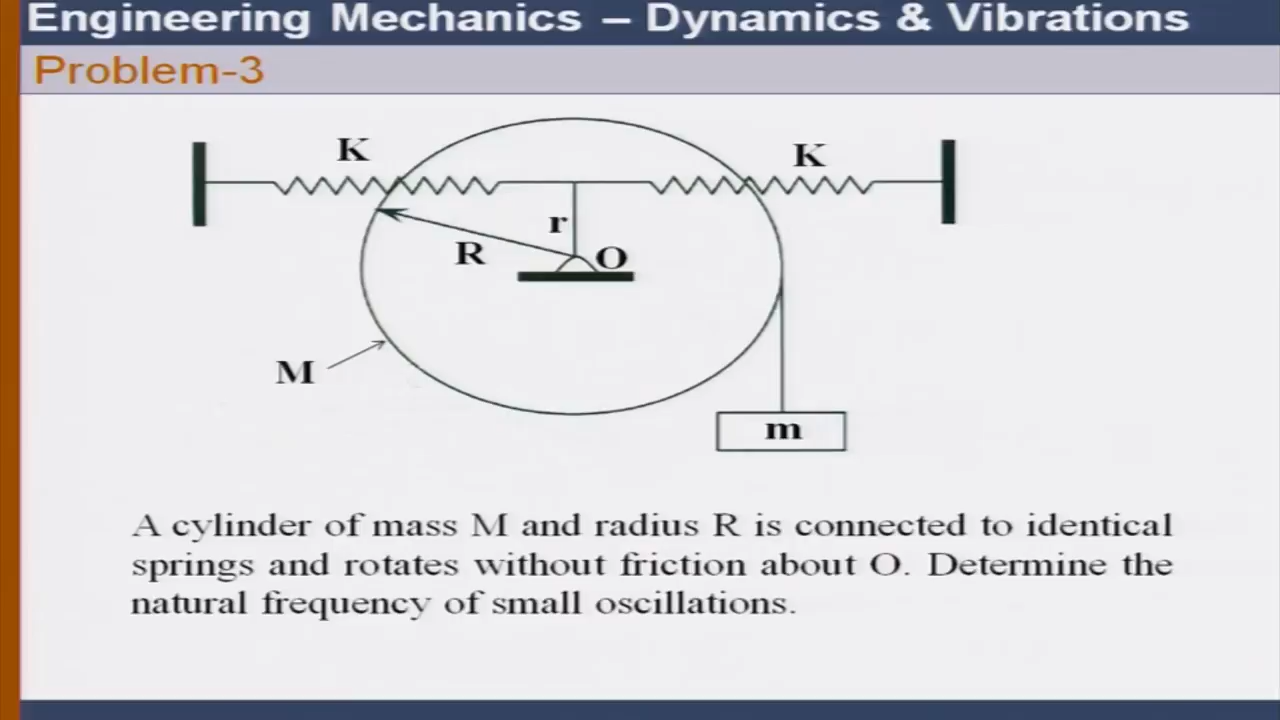 Engineering Mechanics – Dynamics & Vibrations
Problem-3
K
K
r
R
O
M
m
A cylinder of mass M and radius R is connected to identical
springs and rotates without friction about O. Determine the
natural frequency of small oscillations.